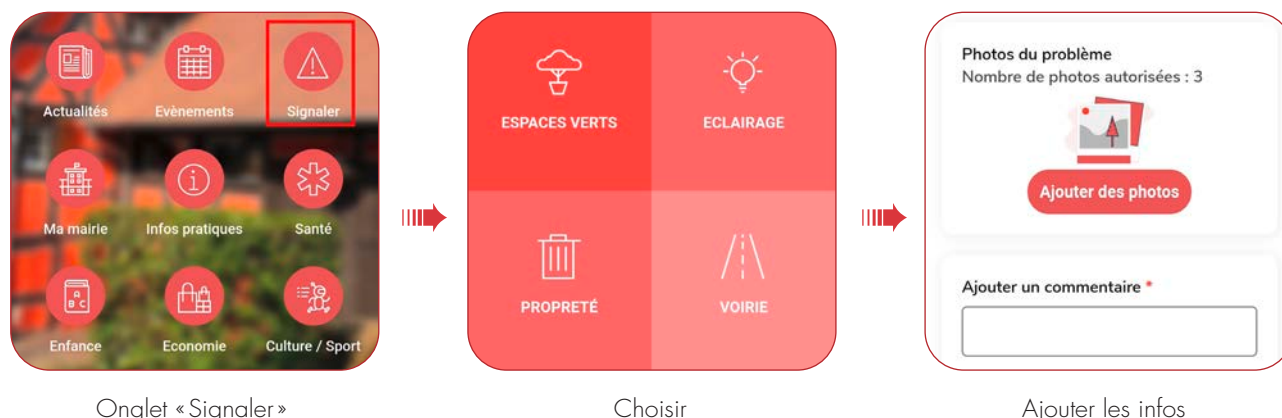 Actualités
Evènements
Signaler
Ma mairie
Infos pratiques
Santé
Enfance
Economie
Culture / Sport
ESPACES VERTS
ECLAIRAGE
PROPRETÉ
VOIRIE
Photos du problème
Nombre de photos autorisées : 3
Ajouter des photos
Ajouter un commentaire *
Onglet « Signaler »
Choisir
Ajouter les infos